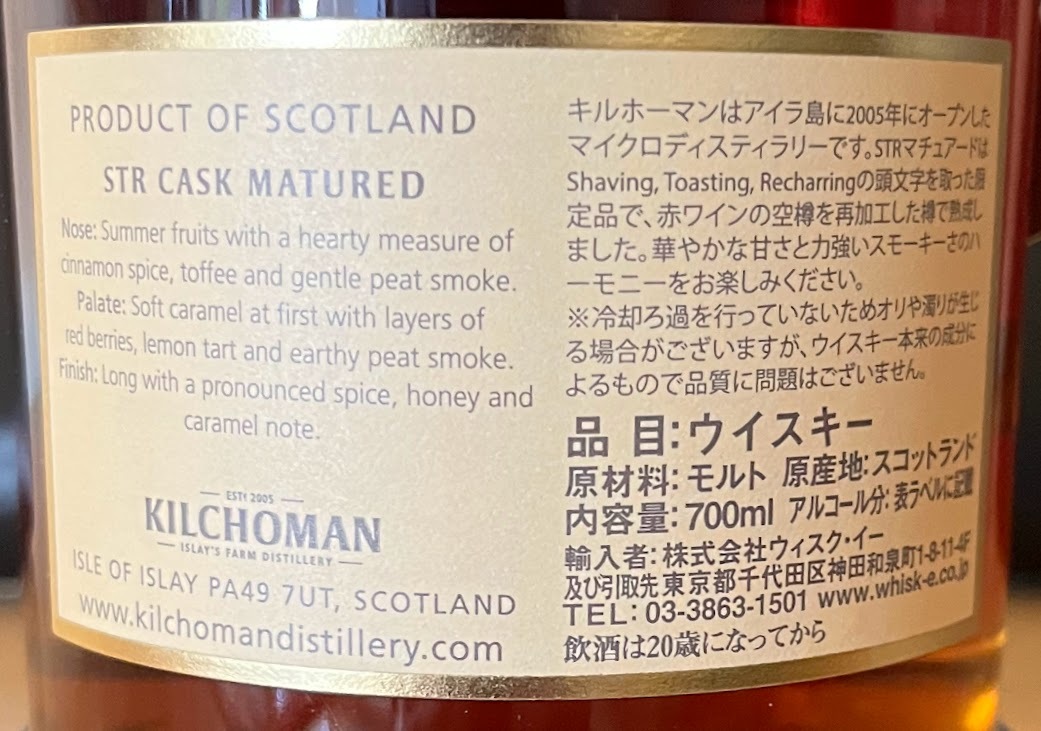 PRODUCT OF SCOTLAND
STR CASK MATURED
Nose: Summer fruits with a hearty measure of
cinnamon spice, toffee and gentle peat smoke.
Palate: Soft caramel at first with layers of
red berries, lemon tart and earthy peat smoke.
Finish: Long with a pronounced spice, honey and
caramel note.
EST. 2005
KILCHOMAN
ISLAY'S FARM DISTILLERY
ISLE OF ISLAY PA49 7UT, SCOTLAND
www.kilchomandistillery.com
キルホーマンはアイラ島に2005年にオープンした
マイクロディスティラリーです。STRマチュアードは
Shaving, Toasting, Recharringの頭文字を取った限
定品で、赤ワインの空樽を再加工した樽で熟成し
ました。華やかな甘さと力強いスモーキーさのハ
ーモニーをお楽しみください。
※冷却ろ過を行っていないためオリや濁りが生じ
る場合がございますが、ウイスキー本来の成分に
よるもので品質に問題はございません。
品 目：ウイスキー
原材料：モルト 原産地：スコットランド
内容量：700ml アルコール分：表ラベルに記載
輸入者：株式会社ウィスク・イー
及び引取先 東京都千代田区神田和泉町1-8-11-4F
TEL：03-3863-1501 www.whisk-e.co.jp
飲酒は20歳になってから